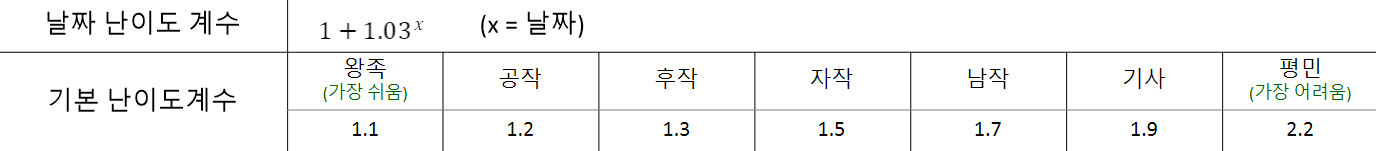 날짜 난이도 계수 1 + 1.03ˣ (x = 날짜)
기본 난이도계수
왕족 공작 후작 자작 남작 기사 평민
(가장 쉬움) (가장 어려움)
1.1 1.2 1.3 1.5 1.7 1.9 2.2